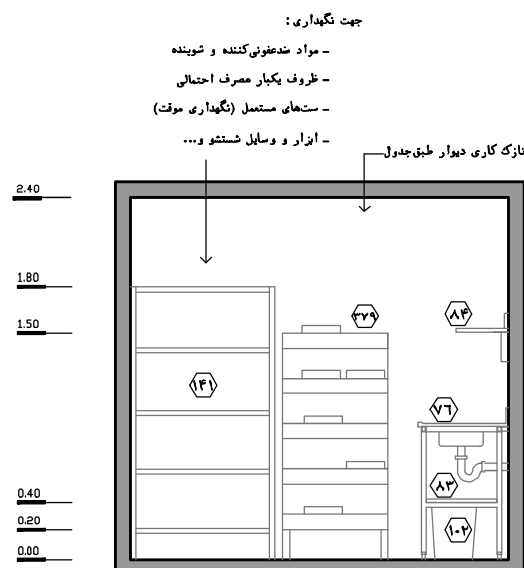 جهت نگهداری :
- مواد ضدعفونی‌کننده و شوینده
- ظروف یکبار مصرف احتمالی
- ست‌های مستعمل (نگهداری موقت)
- ابزار و وسایل شستشو و...
نازک کاری دیوار طبق‌جدول
2.40
1.80
1.50
0.40
0.20
0.00
۸۴
۳۷۹
۱۴۱
۷۶
۸۳
۱۰۲